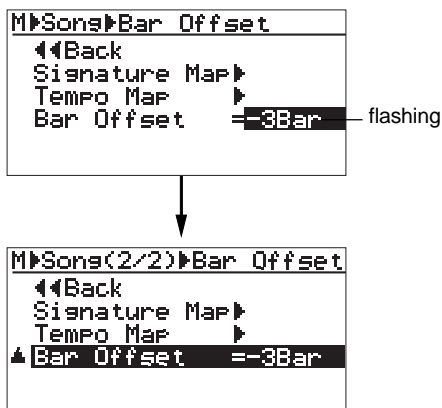 M▶Song▶Bar Offset
◀◀Back
Signature Map▶
Tempo Map ▶
Bar Offset =-3Bar
flashing
M▶Song(2/2)▶Bar Offset
◀◀Back
Signature Map▶
Tempo Map ▶
▲Bar Offset =-3Bar